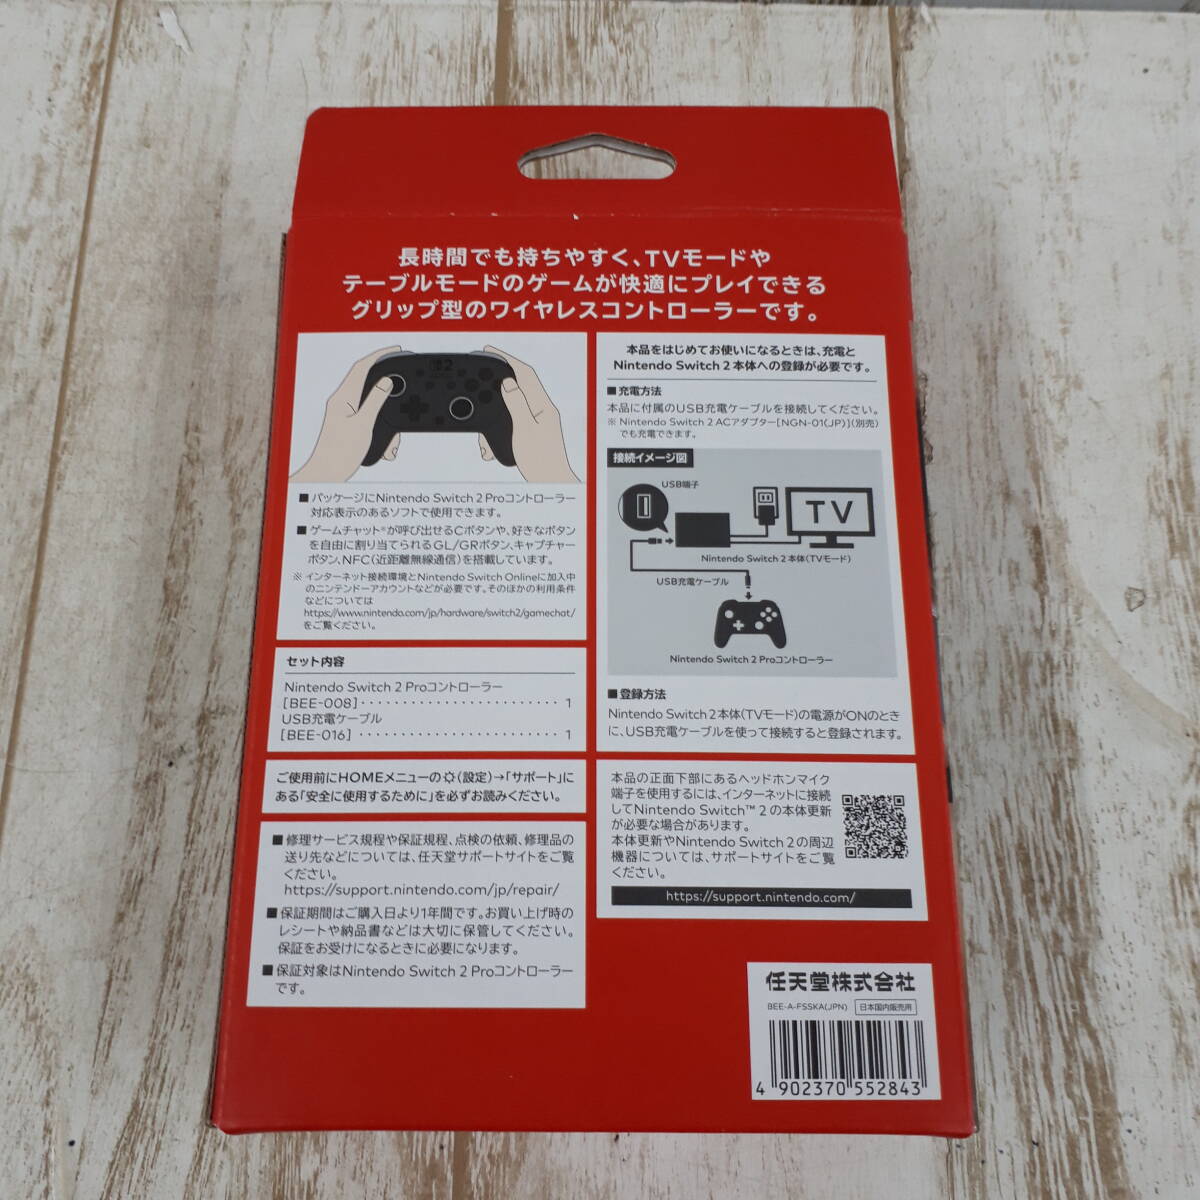 長時間でも持ちやすく、TVモードや
テーブルモードのゲームが快適にプレイできる
グリップ型のワイヤレスコントローラーです。
2
■パッケージにNintendo Switch 2 Proコントローラー
対応表示のあるソフトで使用できます。
■ゲームチャット※が呼び出せるCボタンや、好きなボタン
を自由に割り当てられるGL/GRボタン、キャプチャー
ボタン、NFC(近距離無線通信)を搭載しています。
※ インターネット接続環境とNintendo Switch Onlineに加入中
のニンテンドーアカウントなどが必要です。そのほかの利用条件
などについては
https://www.nintendo.com/jp/hardware/switch2/gamechat/
をご覧ください。
セット内容
Nintendo Switch 2 Proコントローラー
[BEE-008]························1
USB充電ケーブル
[BEE-016]························1
ご使用前にHOMEメニューの(設定)→「サポート」に
ある「安全に使用するために」を必ずお読みください。
■修理サービス規程や保証規程、点検の依頼、修理品の
送り先などについては、任天堂サポートサイトをご覧
ください。
https://support.nintendo.com/jp/repair/
■保証期間はご購入日より1年間です。お買い上げ時の
レシートや納品書などは大切に保管してください。
保証をお受けになるときに必要になります。
■保証対象はNintendo Switch 2 Proコントローラー
です。
本品をはじめてお使いになるときは、充電と
Nintendo Switch 2 本体への登録が必要です。
■充電方法
本品に付属のUSB充電ケーブルを接続してください。
※ Nintendo Switch 2 ACアダプター[NGN-01(JP)](別売)
でも充電できます。
接続イメージ図
USB端子
TV
Nintendo Switch 2 本体(TVモード)
USB充電ケーブル
Nintendo Switch 2 Proコントローラー
■登録方法
Nintendo Switch 2 本体(TVモード)の電源がONのとき
に、USB充電ケーブルを使って接続すると登録されます。
本品の正面下部にあるヘッドホンマイク
端子を使用するには、インターネットに接続
してNintendo Switch™ 2 の本体更新
が必要な場合があります。
本体更新やNintendo Switch 2 の周辺
機器については、サポートサイトをご覧
ください。
https://support.nintendo.com/
任天堂株式会社
BEE-A-FSSKA(JPN) 日本国内販売用
4 902370 552843